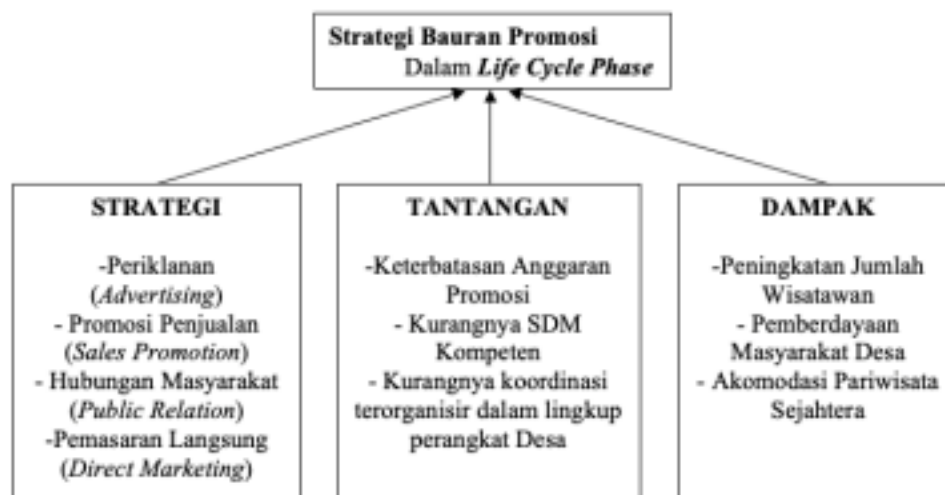 Strategi Bauran Promosi
Dalam Life Cycle Phase
STRATEGI
-Periklanan
(Advertising)
- Promosi Penjualan
(Sales Promotion)
- Hubungan Masyarakat
(Public Relation)
-Pemasaran Langsung
(Direct Marketing)
TANTANGAN
-Keterbatasan Anggaran
Promosi
- Kurangnya SDM
Kompeten
- Kurangnya koordinasi
terorganisir dalam lingkup
perangkat Desa
DAMPAK
-Peningkatan Jumlah
Wisatawan
- Pemberdayaan
Masyarakat Desa
- Akomodasi Pariwisata
Sejahtera